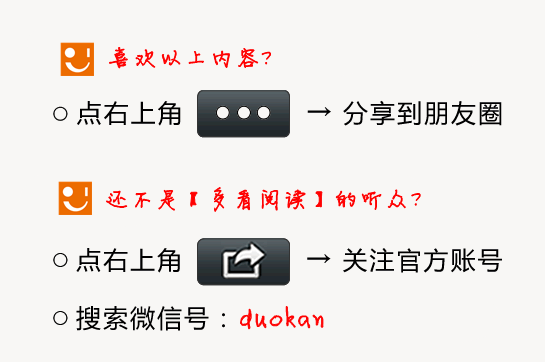 喜欢以上内容?
点右上角 → 分享到朋友圈
还不是【多看阅读】的听众?
点右上角 → 关注官方账号
搜索微信号：duokan